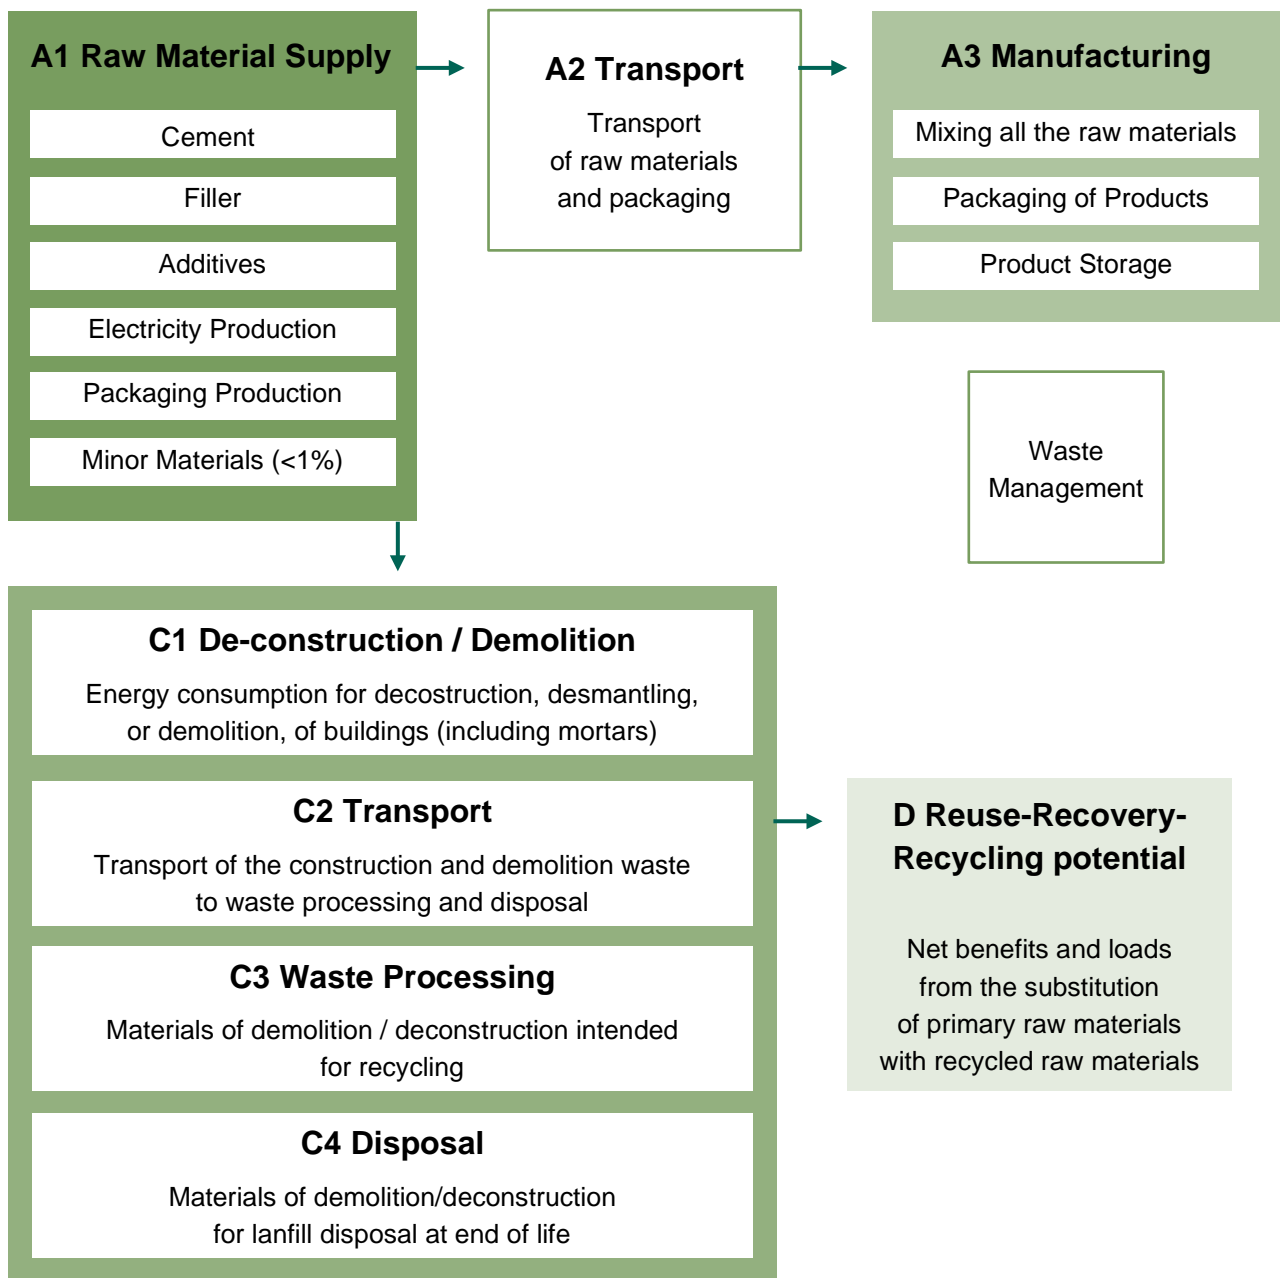 A1 Raw Material Supply
Cement
Filler
Additives
Electricity Production
Packaging Production
Minor Materials (<1%)
A2 Transport
Transport
of raw materials
and packaging
A3 Manufacturing
Mixing all the raw materials
Packaging of Products
Product Storage
Waste
Management
C1 De-construction / Demolition
Energy consumption for decostruction, desmantling,
or demolition, of buildings (including mortars)
C2 Transport
Transport of the construction and demolition waste
to waste processing and disposal
C3 Waste Processing
Materials of demolition / deconstruction intended
for recycling
C4 Disposal
Materials of demolition/deconstruction
for lanfill disposal at end of life
D Reuse-Recovery-
Recycling potential
Net benefits and loads
from the substitution
of primary raw materials
with recycled raw materials